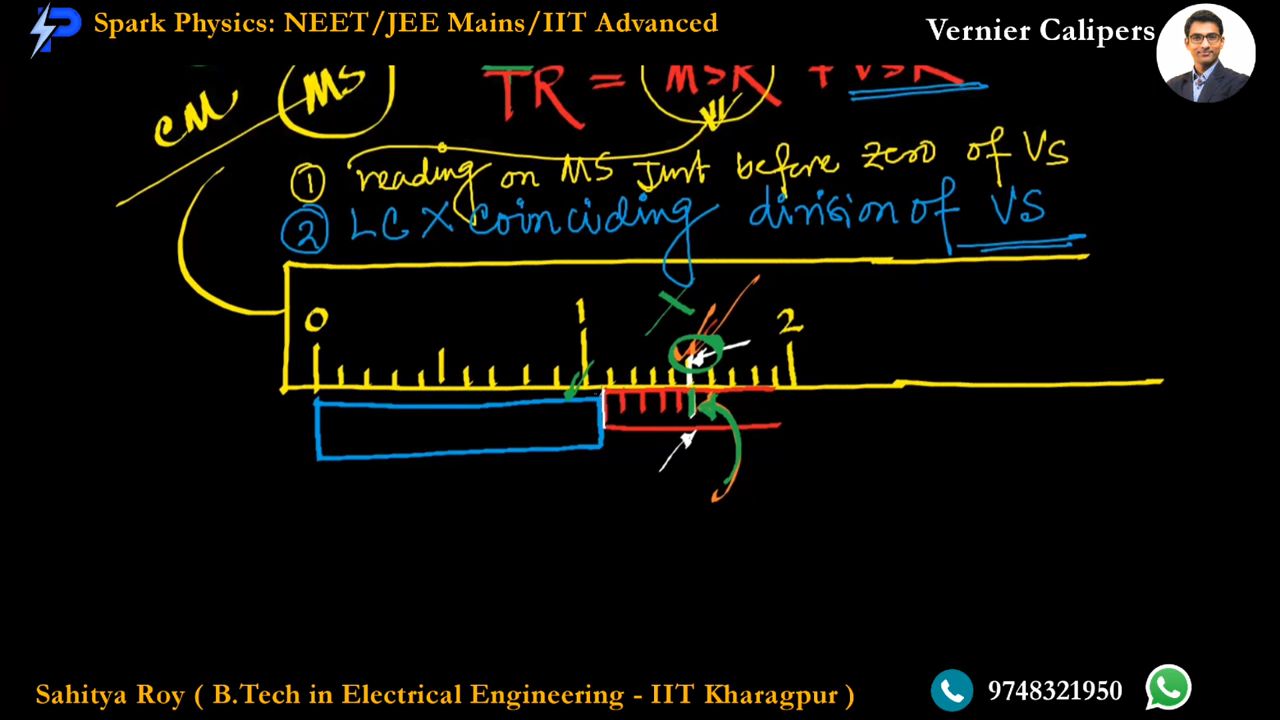 Spark Physics: NEET/JEE Mains/IIT Advanced
Vernier Calipers
cM MS TR = MSR + VSR
① reading on MS Just before zero of VS
② LC X coinciding division of VS
0 1 2
Sahitya Roy ( B.Tech in Electrical Engineering - IIT Kharagpur )
9748321950